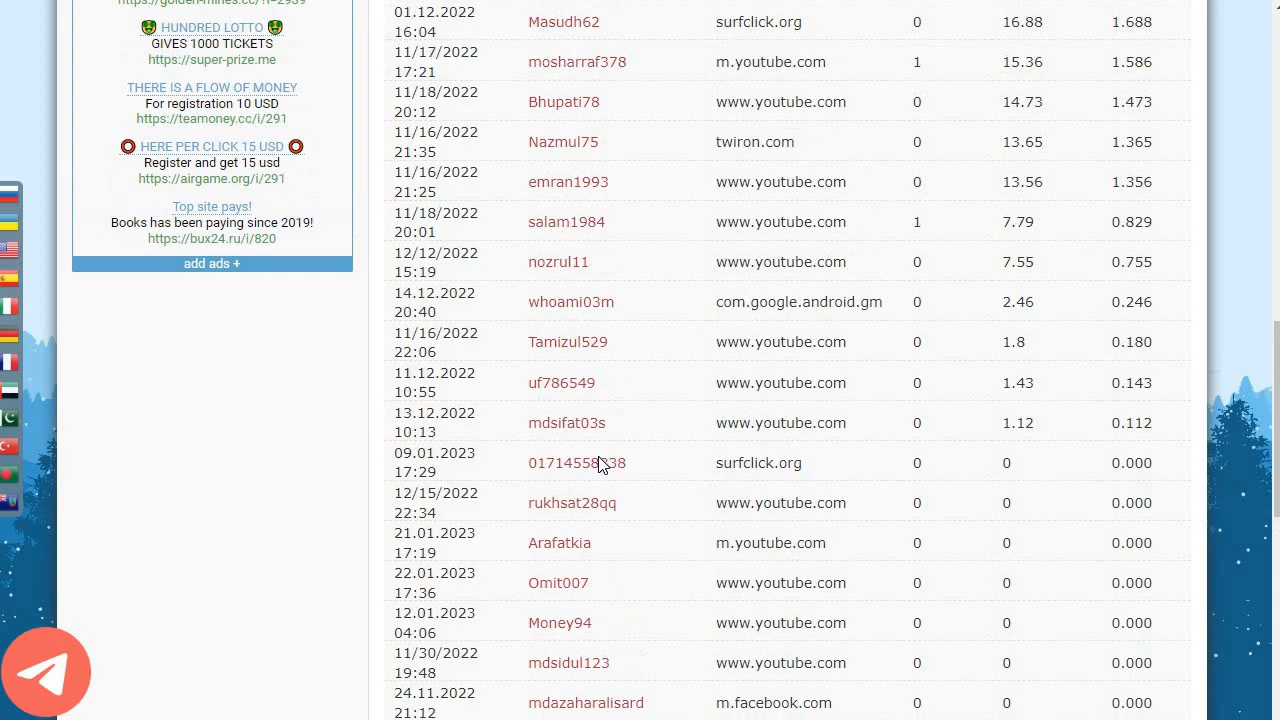 https://golden-mines.cc/?i=2939
HUNDRED LOTTO
GIVES 1000 TICKETS
https://super-prize.me
THERE IS A FLOW OF MONEY
For registration 10 USD
https://teamoney.cc/i/291
HERE PER CLICK 15 USD
Register and get 15 usd
https://airgame.org/i/291
Top site pays!
Books has been paying since 2019!
https://bux24.ru/i/820
add ads +
01.12.2022
16:04 Masudh62 surfclick.org 0 16.88 1.688
11/17/2022
17:21 mosharraf378 m.youtube.com 1 15.36 1.586
11/18/2022
20:12 Bhupati78 www.youtube.com 0 14.73 1.473
11/16/2022
21:35 Nazmul75 twiron.com 0 13.65 1.365
11/16/2022
21:25 emran1993 www.youtube.com 0 13.56 1.356
11/18/2022
20:01 salam1984 www.youtube.com 1 7.79 0.829
12/12/2022
15:19 nozrul11 www.youtube.com 0 7.55 0.755
14.12.2022
20:40 whoami03m com.google.android.gm 0 2.46 0.246
11/16/2022
22:06 Tamizul529 www.youtube.com 0 1.8 0.180
11.12.2022
10:55 uf786549 www.youtube.com 0 1.43 0.143
13.12.2022
10:13 mdsifat03s www.youtube.com 0 1.12 0.112
09.01.2023
17:29 surfclick.org 0 0 0.000
12/15/2022
22:34 rukhsat28qq www.youtube.com 0 0 0.000
21.01.2023
17:19 Arafatkia m.youtube.com 0 0 0.000
22.01.2023
17:36 Omit007 www.youtube.com 0 0 0.000
12.01.2023
04:06 Money94 www.youtube.com 0 0 0.000
11/30/2022
19:48 mdsidul123 www.youtube.com 0 0 0.000
24.11.2022
21:12 mdazaharalisard m.facebook.com 0 0 0.000